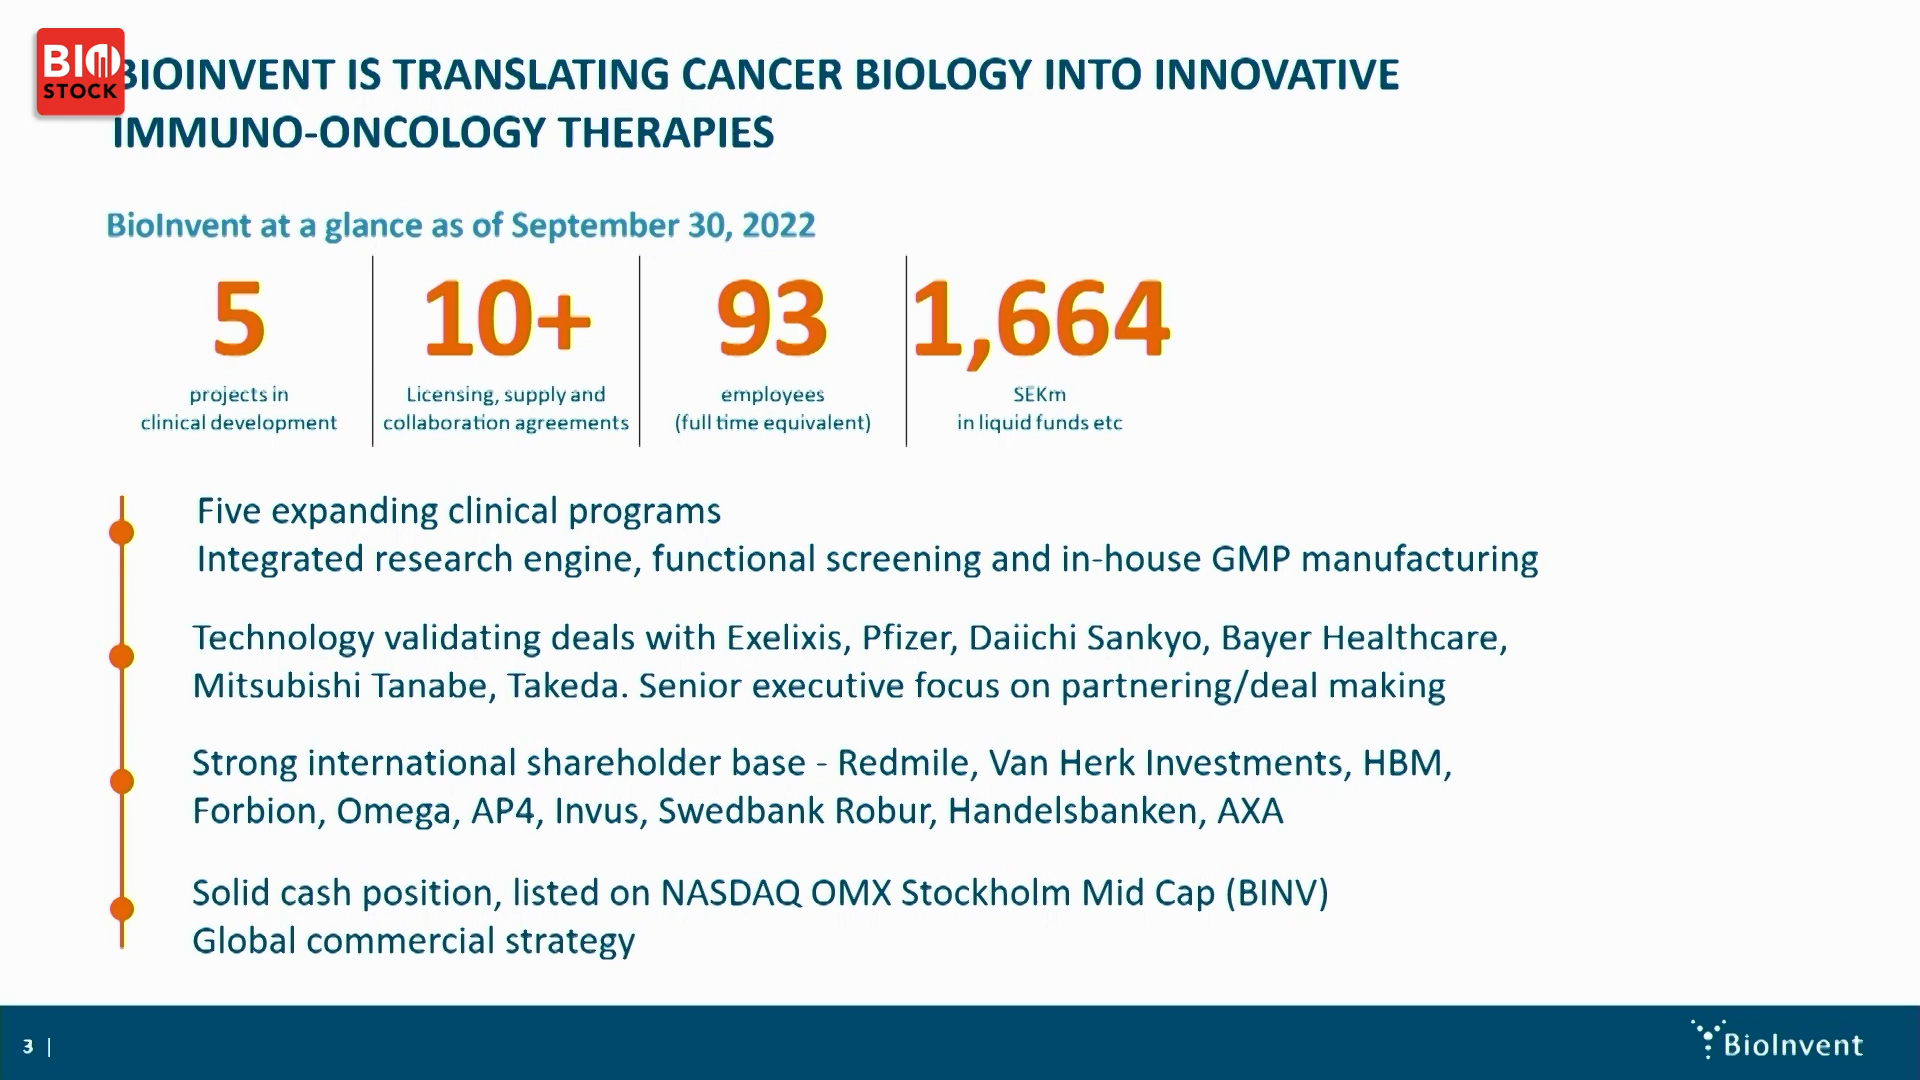 BIO
STOCK
BIOINVENT IS TRANSLATING CANCER BIOLOGY INTO INNOVATIVE
IMMUNO-ONCOLOGY THERAPIES
BioInvent at a glance as of September 30, 2022
5
projects in
clinical development
10+
Licensing, supply and
collaboration agreements
93
employees
(full time equivalent)
1,664
SEKm
in liquid funds etc
Five expanding clinical programs
Integrated research engine, functional screening and in-house GMP manufacturing
Technology validating deals with Exelixis, Pfizer, Daiichi Sankyo, Bayer Healthcare,
Mitsubishi Tanabe, Takeda. Senior executive focus on partnering/deal making
Strong international shareholder base - Redmile, Van Herk Investments, HBM,
Forbion, Omega, AP4, Invus, Swedbank Robur, Handelsbanken, AXA
Solid cash position, listed on NASDAQ OMX Stockholm Mid Cap (BINV)
Global commercial strategy
3 |
BioInvent